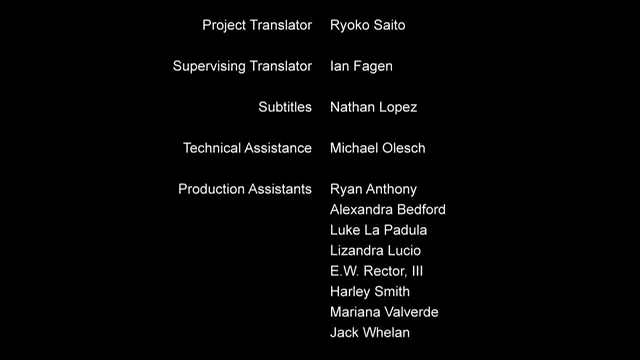 Project Translator Ryoko Saito
Supervising Translator Ian Fagen
Subtitles Nathan Lopez
Technical Assistance Michael Olesch
Production Assistants Ryan Anthony
Alexandra Bedford
Luke La Padula
Lizandra Lucio
E.W. Rector, III
Harley Smith
Mariana Valverde
Jack Whelan